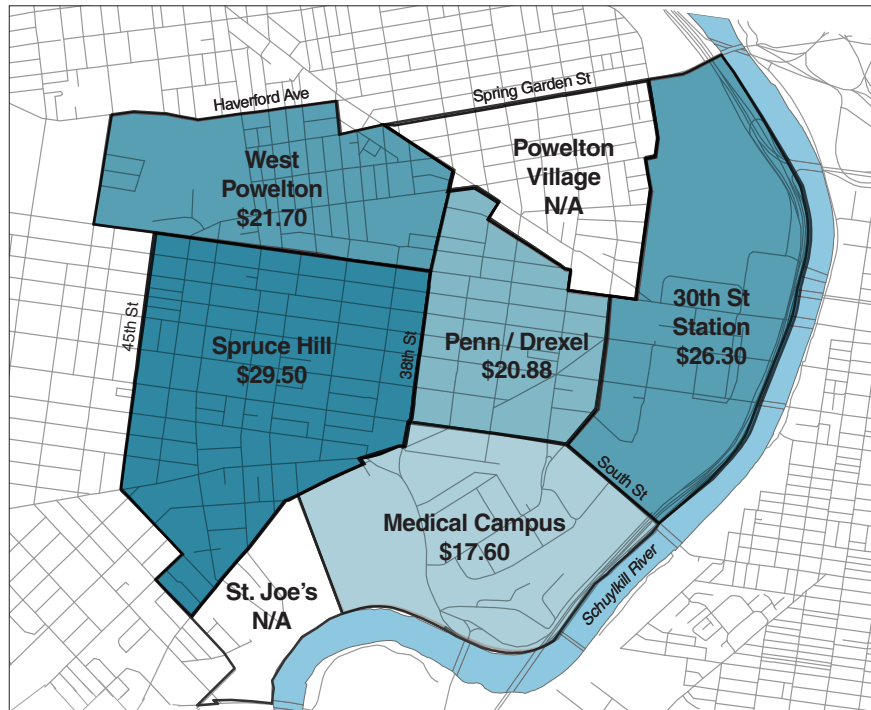 Haverford Ave
Spring Garden St
West
Powelton
$21.70
Powelton
Village
N/A
30th St
Station
$26.30
45th St
Spruce Hill
$29.50
38th St
Penn / Drexel
$20.88
South St
Medical Campus
$17.60
Schuylkill River
St. Joe's
N/A